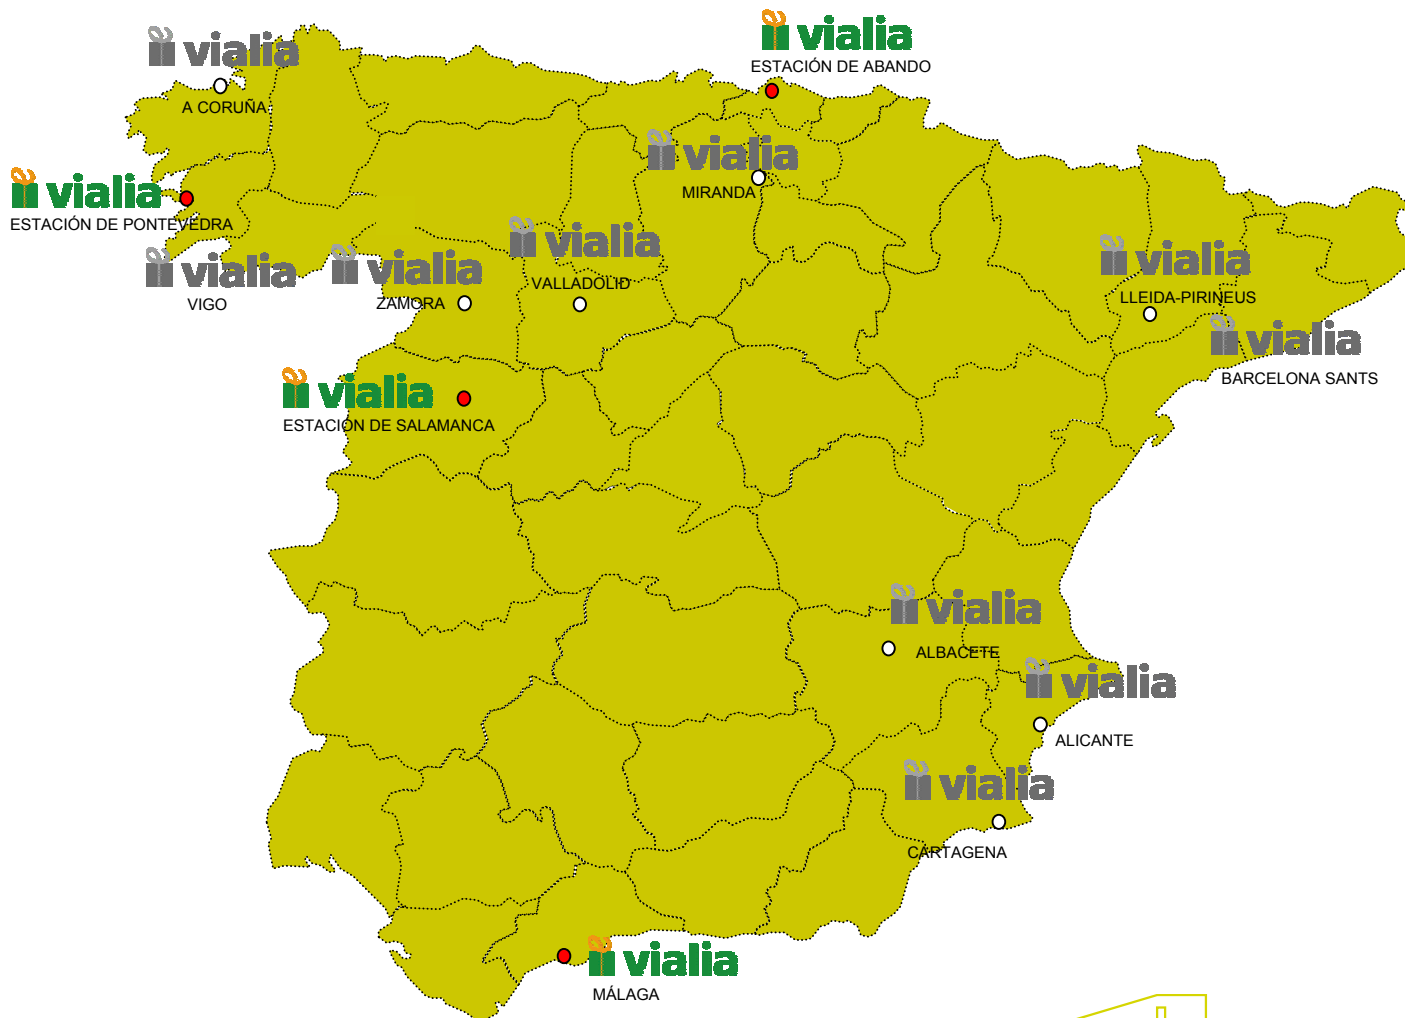 vialia
ESTACIÓN DE ABANDO
vialia
A CORUÑA
vialia
MIRANDA
vialia
ESTACIÓN DE PONTEVEDRA
vialia
VIGO
vialia
ZAMORA
vialia
VALLADOLID
vialia
LLEIDA-PIRINEUS
vialia
BARCELONA SANTS
vialia
ESTACIÓN DE SALAMANCA
vialia
ALBACETE
vialia
ALICANTE
vialia
CARTAGENA
vialia
MÁLAGA